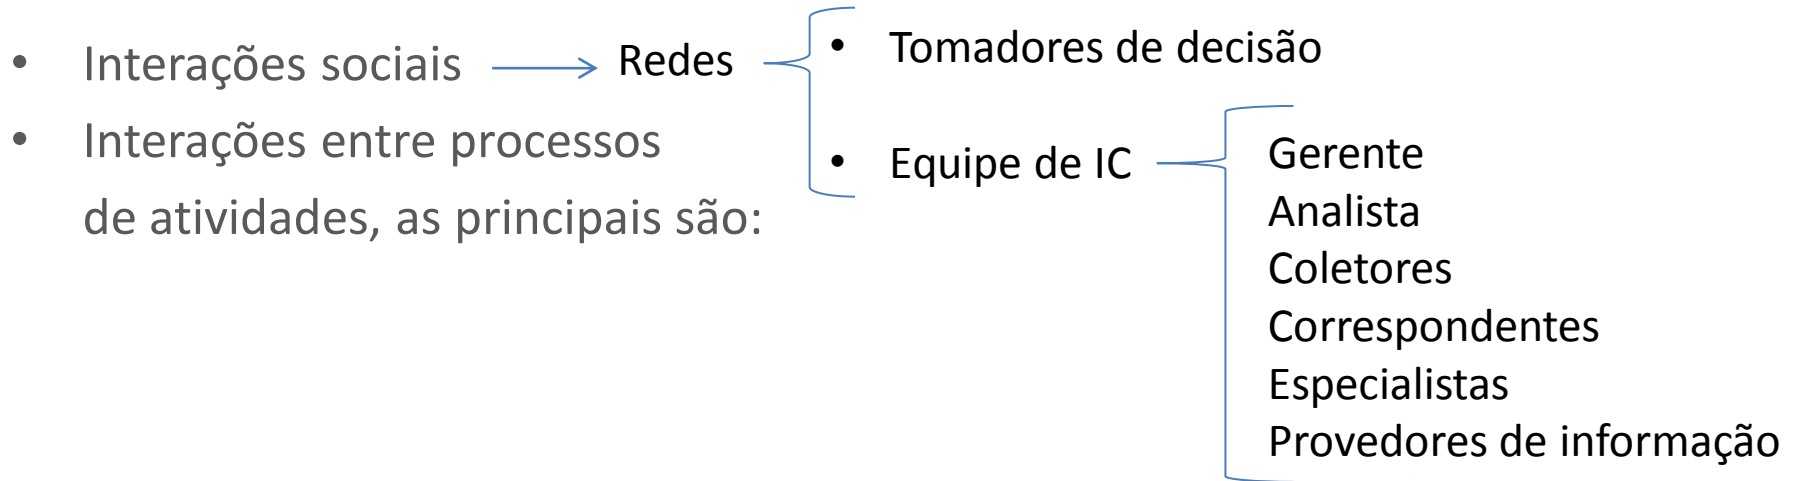 • Interações sociais
• Interações entre processos
de atividades, as principais são:
Redes
• Tomadores de decisão
• Equipe de IC
Gerente
Analista
Coletores
Correspondentes
Especialistas
Provedores de informação